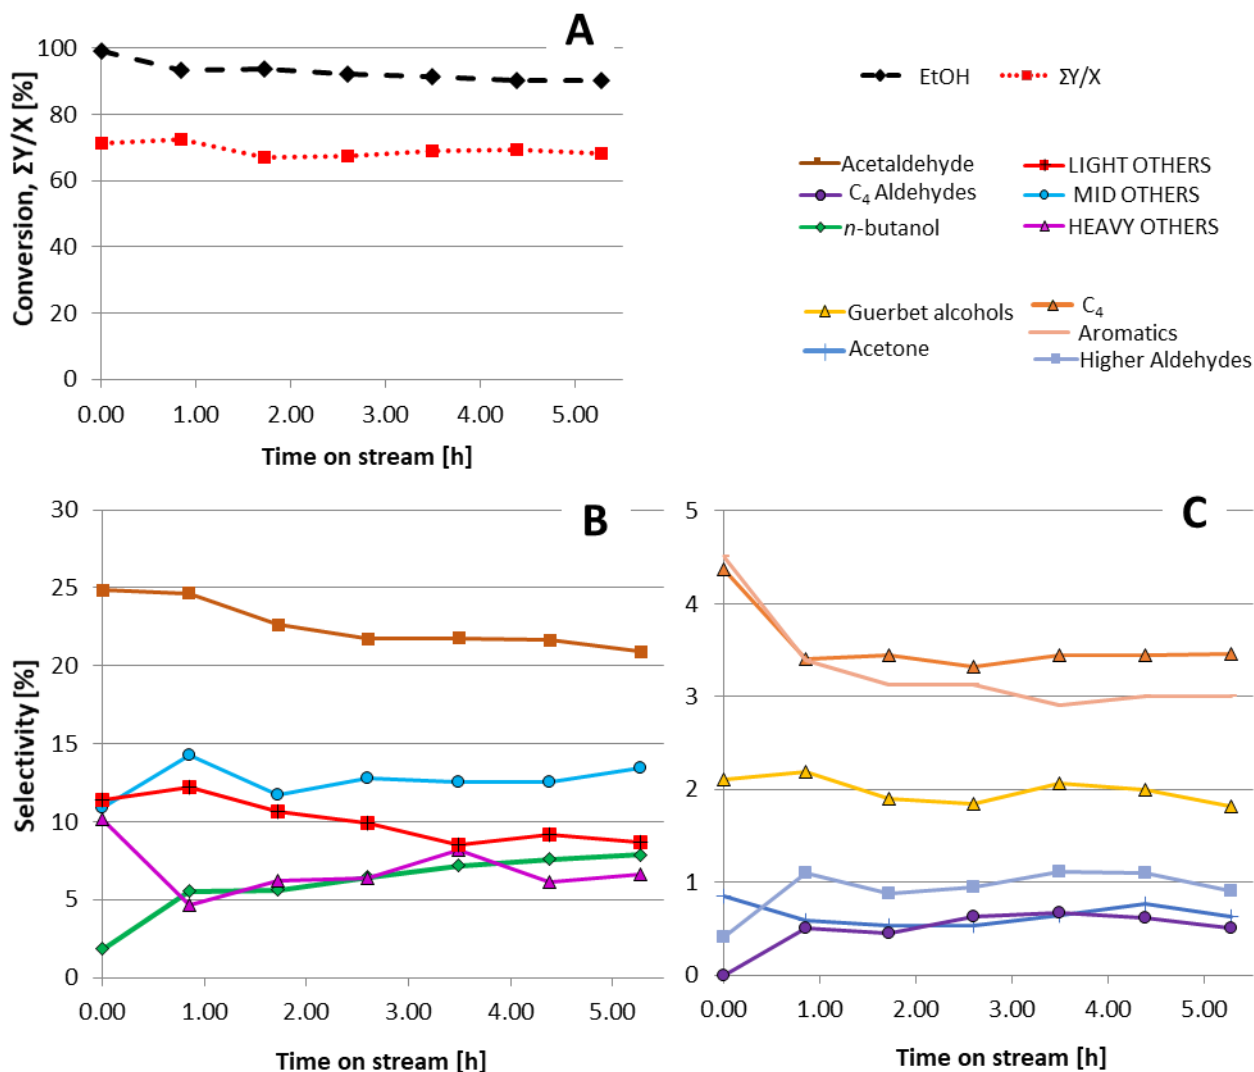 A
Conversion, ΣY/X [%]
100
80
60
40
20
0
0.00 1.00 2.00 3.00 4.00 5.00
Time on stream [h]
EtOH ΣY/X
Acetaldehyde LIGHT OTHERS
C₄ Aldehydes MID OTHERS
n-butanol HEAVY OTHERS
Guerbet alcohols C₄
Aromatics
Acetone
Higher Aldehydes
B
Selectivity [%]
30
25
20
15
10
5
0
0.00 1.00 2.00 3.00 4.00 5.00
Time on stream [h]
C
5
4
3
2
1
0
0.00 1.00 2.00 3.00 4.00 5.00
Time on stream [h]